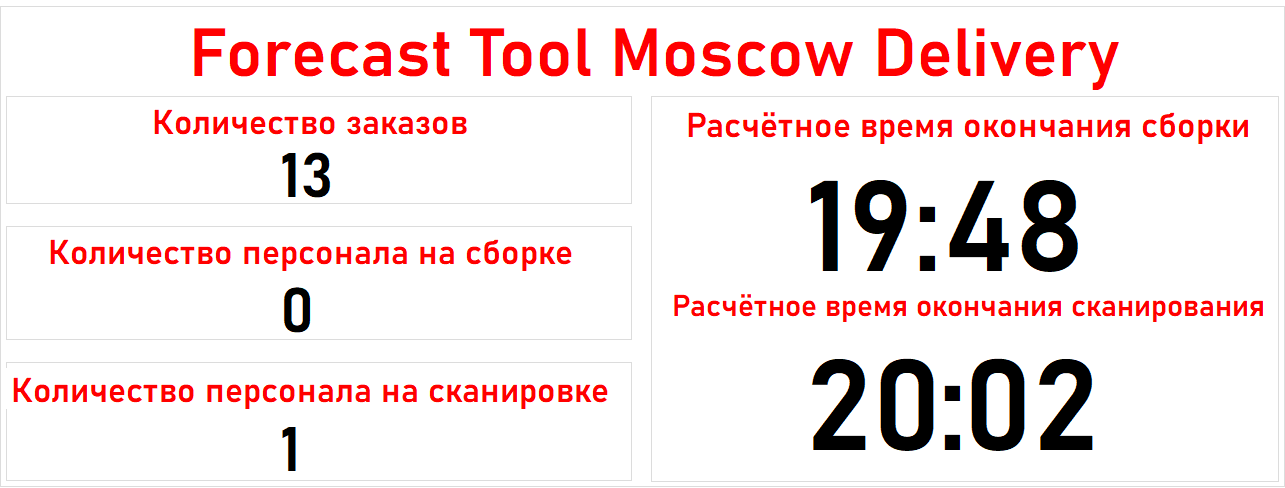 Forecast Tool Moscow Delivery
Количество заказов
13
Количество персонала на сборке
0
Количество персонала на сканировке
1
Расчётное время окончания сборки
19:48
Расчётное время окончания сканирования
20:02